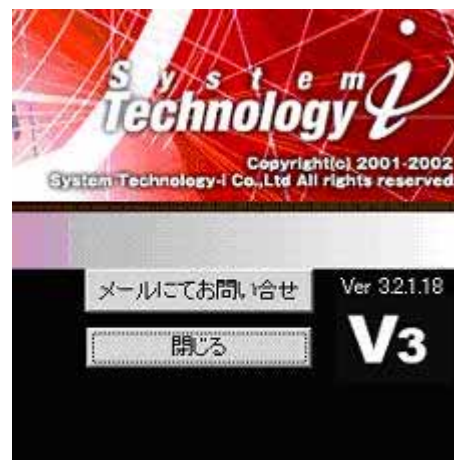 System i
Technology
Copyright(c) 2001-2002
System Technology-i Co.,Ltd All rights reserved
メールにてお問い合せ
Ver 3.2.1.18
閉じる
V3